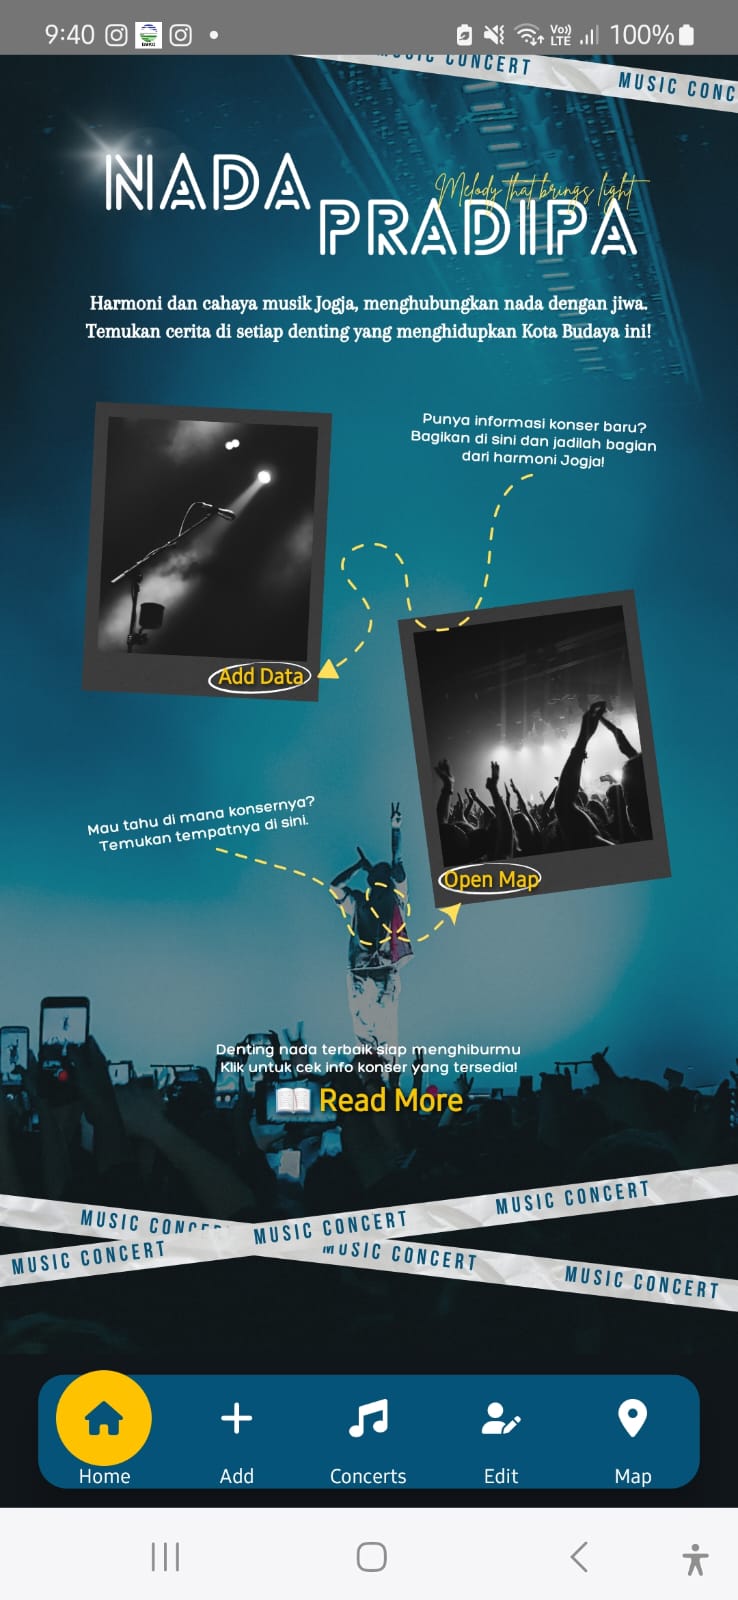 9:40
Vo))
LTE
100%
MUSIC CONCERT
MUSIC CONC
NADA
Melody that brings light
PRADIPA
Harmoni dan cahaya musik Jogja, menghubungkan nada dengan jiwa.
Temukan cerita di setiap denting yang menghidupkan Kota Budaya ini!
Punya informasi konser baru?
Bagikan di sini dan jadilah bagian
dari harmoni Jogja!
Add Data
Mau tahu di mana konsernya?
Temukan tempatnya di sini.
Open Map
Denting nada terbaik siap menghiburmu
Klik untuk cek info konser yang tersedia!
Read More
MUSIC CONCERT
MUSIC CONCERT
MUSIC CONCERT
MUSIC CONCERT
MUSIC CONCERT
MUSIC CONCERT
Home
Add
Concerts
Edit
Map